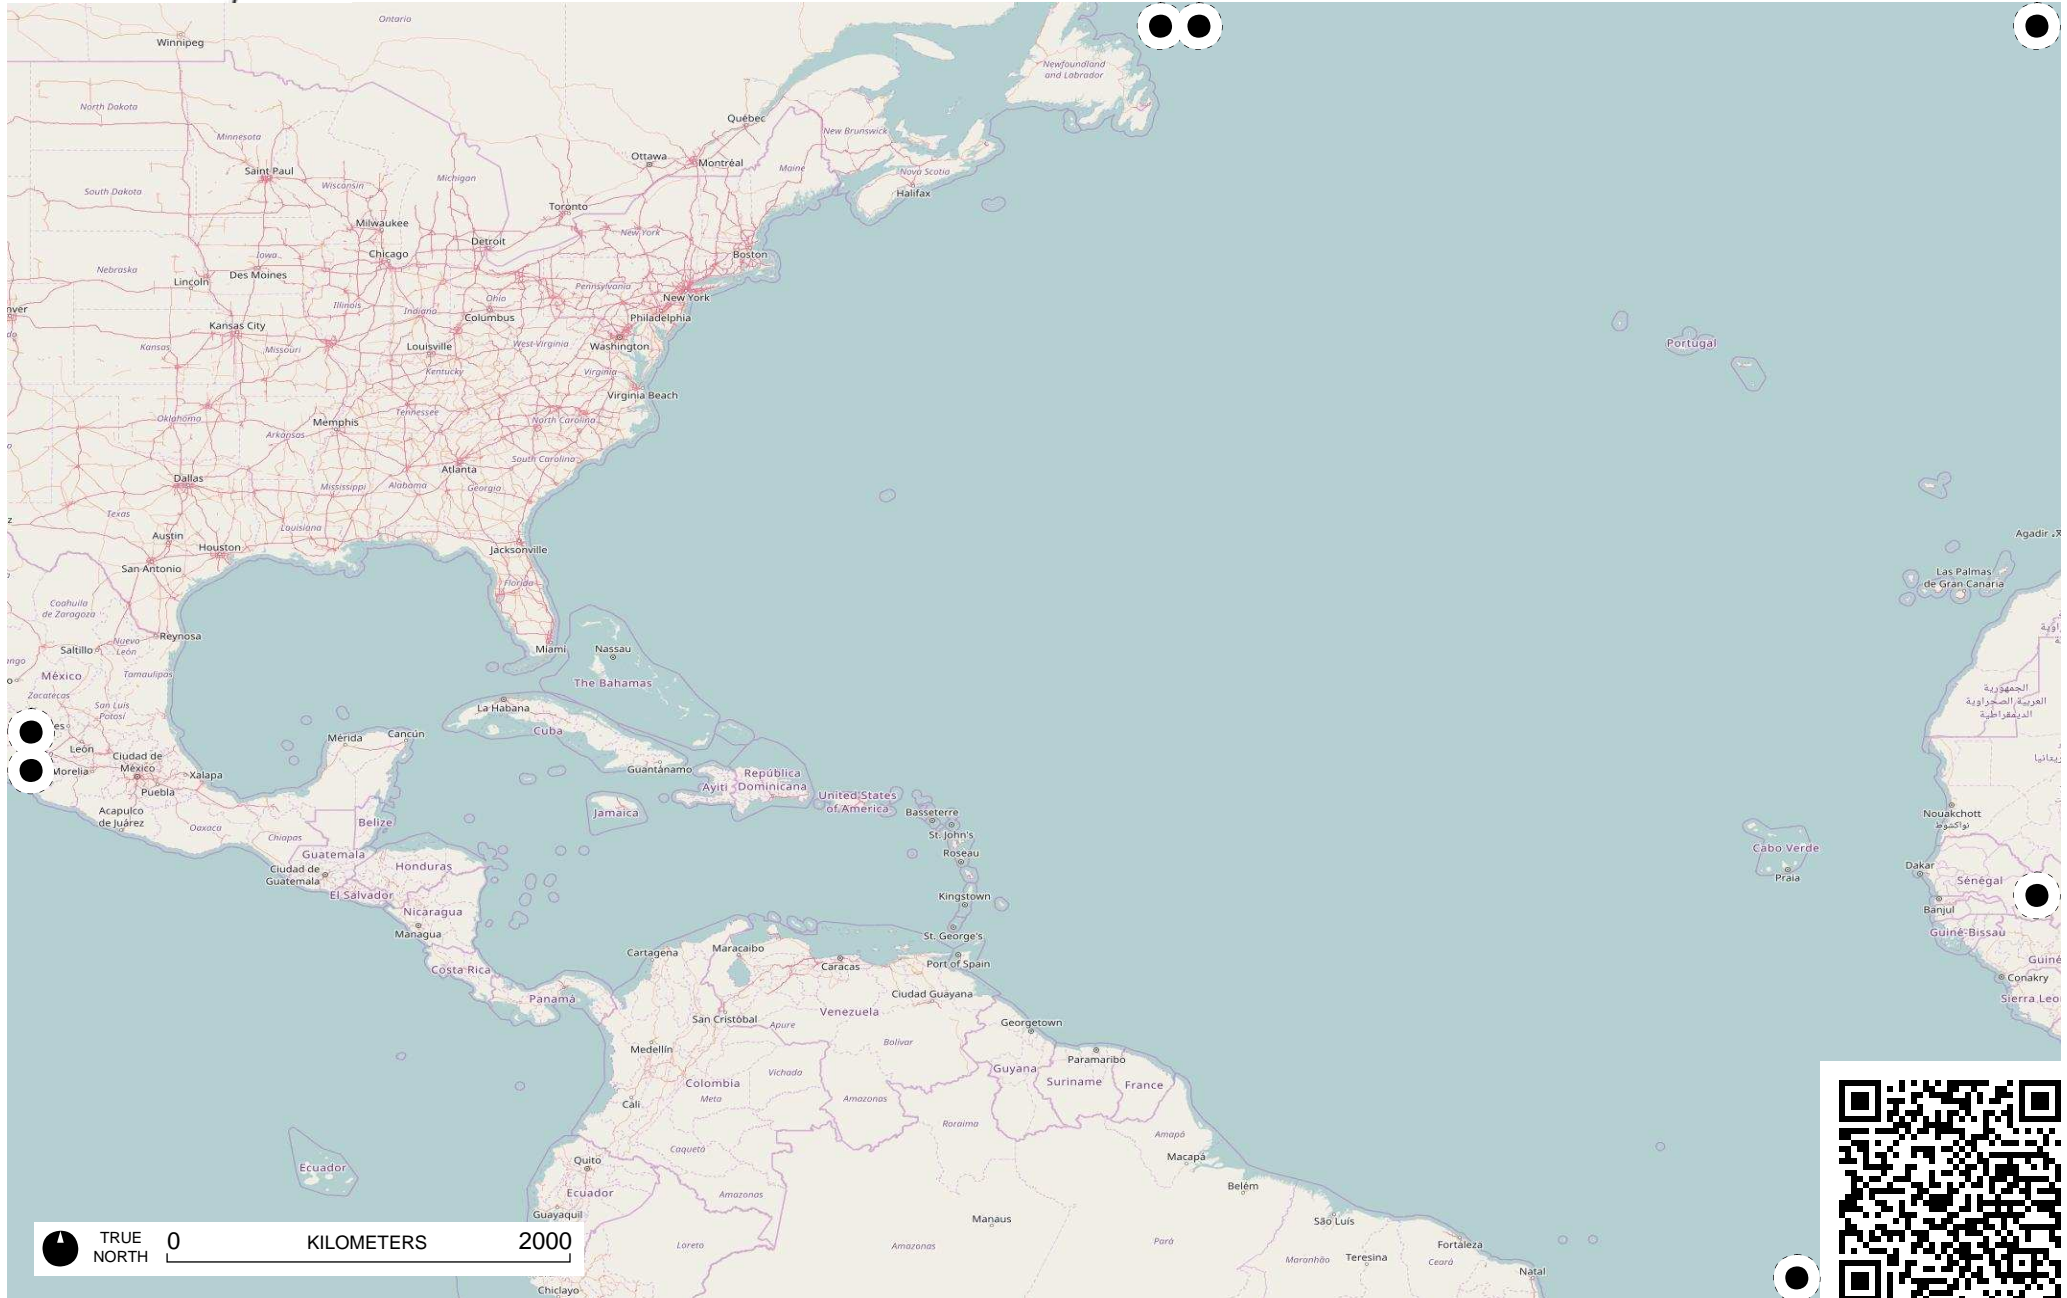 Ontario
Winnipeg
Newfoundland
and Labrador
North Dakota
Québec
New Brunswick
Minnesota
Ottawa
Montréal
Maine
Nova Scotia
Saint Paul
Michigan
Wisconsin
South Dakota
Halifax
Toronto
Milwaukee
New York
Detroit
Iowa
Chicago
Boston
Nebraska
Des Moines
Lincoln
Pennsylvania
Ohio
New York
Illinois
Indiana
Columbus
Philadelphia
Kansas City
Kansas
Missouri
Louisville
West Virginia
Washington
Portugal
Kentucky
Virginia
Virginia Beach
Tennessee
Oklahoma
Memphis
North Carolina
Arkansas
South Carolina
Atlanta
Dallas
Mississippi
Alabama
Georgia
Texas
Louisiana
Austin
Houston
Jacksonville
Agadir
San Antonio
Las Palmas
de Gran Canaria
Florida
Coahuila
de Zaragoza
Reynosa
Nuevo
León
Saltillo
Miami
Nassau
México
Tamaulipas
The Bahamas
Zacatecas
الجمهورية
العربية الصحراوية
الديمقراطية
San Luis
Potosí
La Habana
Cuba
León
Mérida
Cancún
Ciudad de
México
Morelia
Xalapa
Guantánamo
República
Dominicana
Ayiti
Puebla
United States
of America
Acapulco
de Juárez
Jamaica
Basseterre
Nouakchott
نواكشوط
Oaxaca
Chiapas
Belize
St. John's
Cabo Verde
Guatemala
Roseau
Honduras
Dakar
Ciudad de
Guatemala
Praia
Sénégal
El Salvador
Kingstown
Nicaragua
Banjul
Managua
St. George's
Guiné-Bissau
Cartagena
Maracaibo
Port of Spain
Costa Rica
Caracas
Conakry
Panamá
Ciudad Guayana
San Cristóbal
Venezuela
Apure
Georgetown
Bolívar
Medellín
Paramaribo
Guyana
Suriname
France
Colombia
Vichada
Meta
Amazonas
Cali
Roraima
Amapá
Caquetá
Macapá
Quito
Ecuador
Belém
Ecuador
Amazonas
Guayaquil
Manaus
São Luís
Loreto
Amazonas
Pará
Fortaleza
Maranhão
Teresina
Ceará
Natal
Chiclayo
TRUE
NORTH
0 KILOMETERS 2000